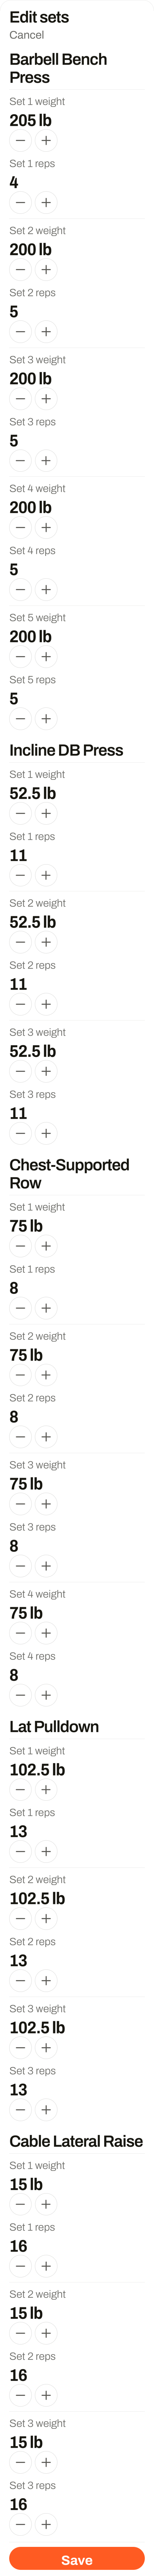 Edit sets
Cancel
Barbell Bench
Press
Set 1 weight
205 lb
Set 1 reps
4
Set 2 weight
200 lb
Set 2 reps
5
Set 3 weight
200 lb
Set 3 reps
5
Set 4 weight
200 lb
Set 4 reps
5
Set 5 weight
200 lb
Set 5 reps
5
Incline DB Press
Set 1 weight
52.5 lb
Set 1 reps
11
Set 2 weight
52.5 lb
Set 2 reps
11
Set 3 weight
52.5 lb
Set 3 reps
11
Chest-Supported
Row
Set 1 weight
75 lb
Set 1 reps
8
Set 2 weight
75 lb
Set 2 reps
8
Set 3 weight
75 lb
Set 3 reps
8
Set 4 weight
75 lb
Set 4 reps
8
Lat Pulldown
Set 1 weight
102.5 lb
Set 1 reps
13
Set 2 weight
102.5 lb
Set 2 reps
13
Set 3 weight
102.5 lb
Set 3 reps
13
Cable Lateral Raise
Set 1 weight
15 lb
Set 1 reps
16
Set 2 weight
15 lb
Set 2 reps
16
Set 3 weight
15 lb
Set 3 reps
16
Save